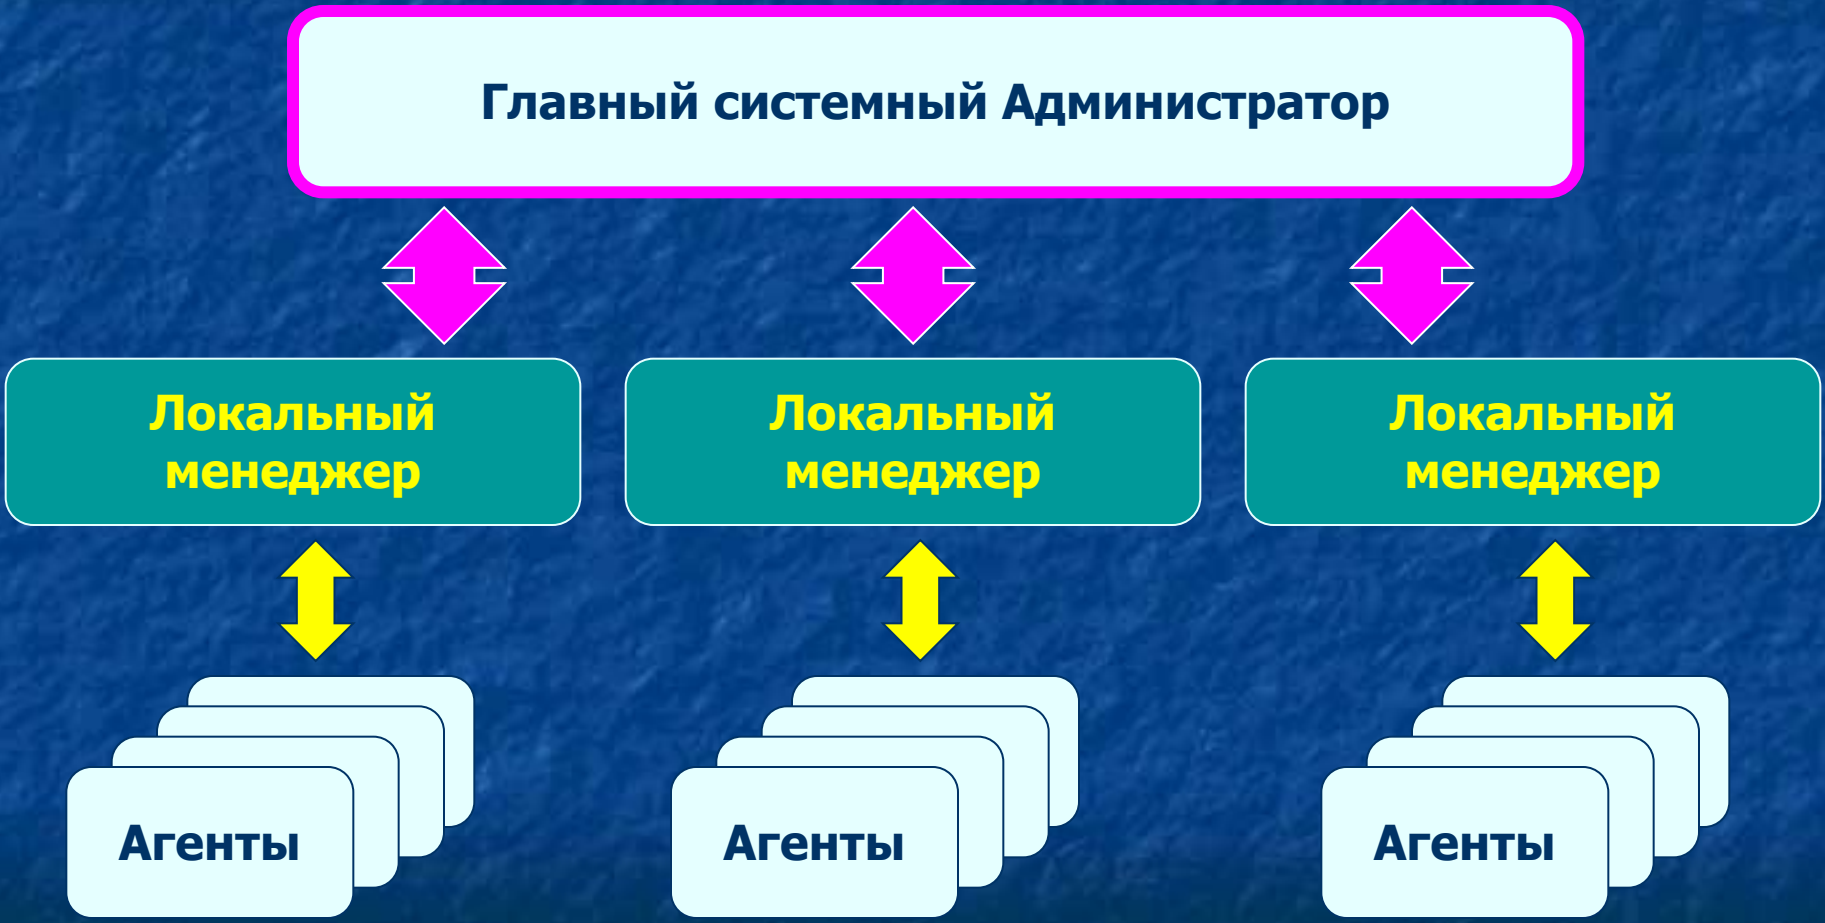 Главный системный Администратор
Локальный
менеджер
Локальный
менеджер
Локальный
менеджер
Агенты
Агенты
Агенты